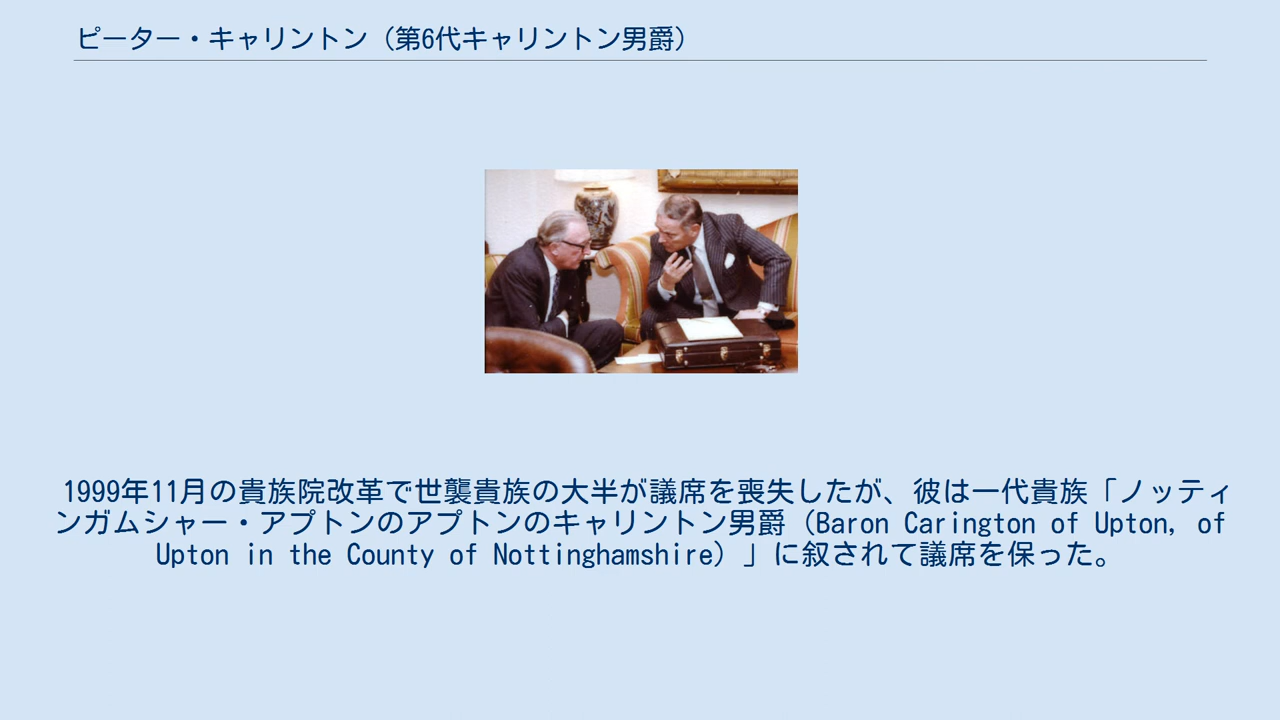 ピーター・キャリントン（第6代キャリントン男爵）
1999年11月の貴族院改革で世襲貴族の大半が議席を喪失したが、彼は一代貴族「ノッティ
ンガムシャー・アプトンのアプトンのキャリントン男爵（Baron Carington of Upton, of
Upton in the County of Nottinghamshire）」に叙されて議席を保った。